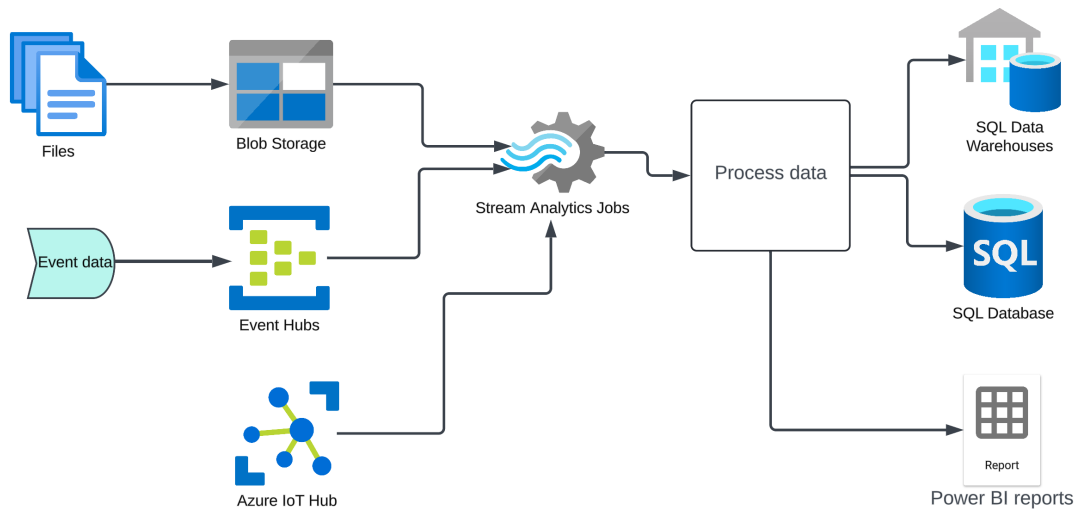 Files
Blob Storage
Event data
Event Hubs
Azure IoT Hub
Stream Analytics Jobs
Process data
SQL Data
Warehouses
SQL
SQL Database
Report
Power BI reports